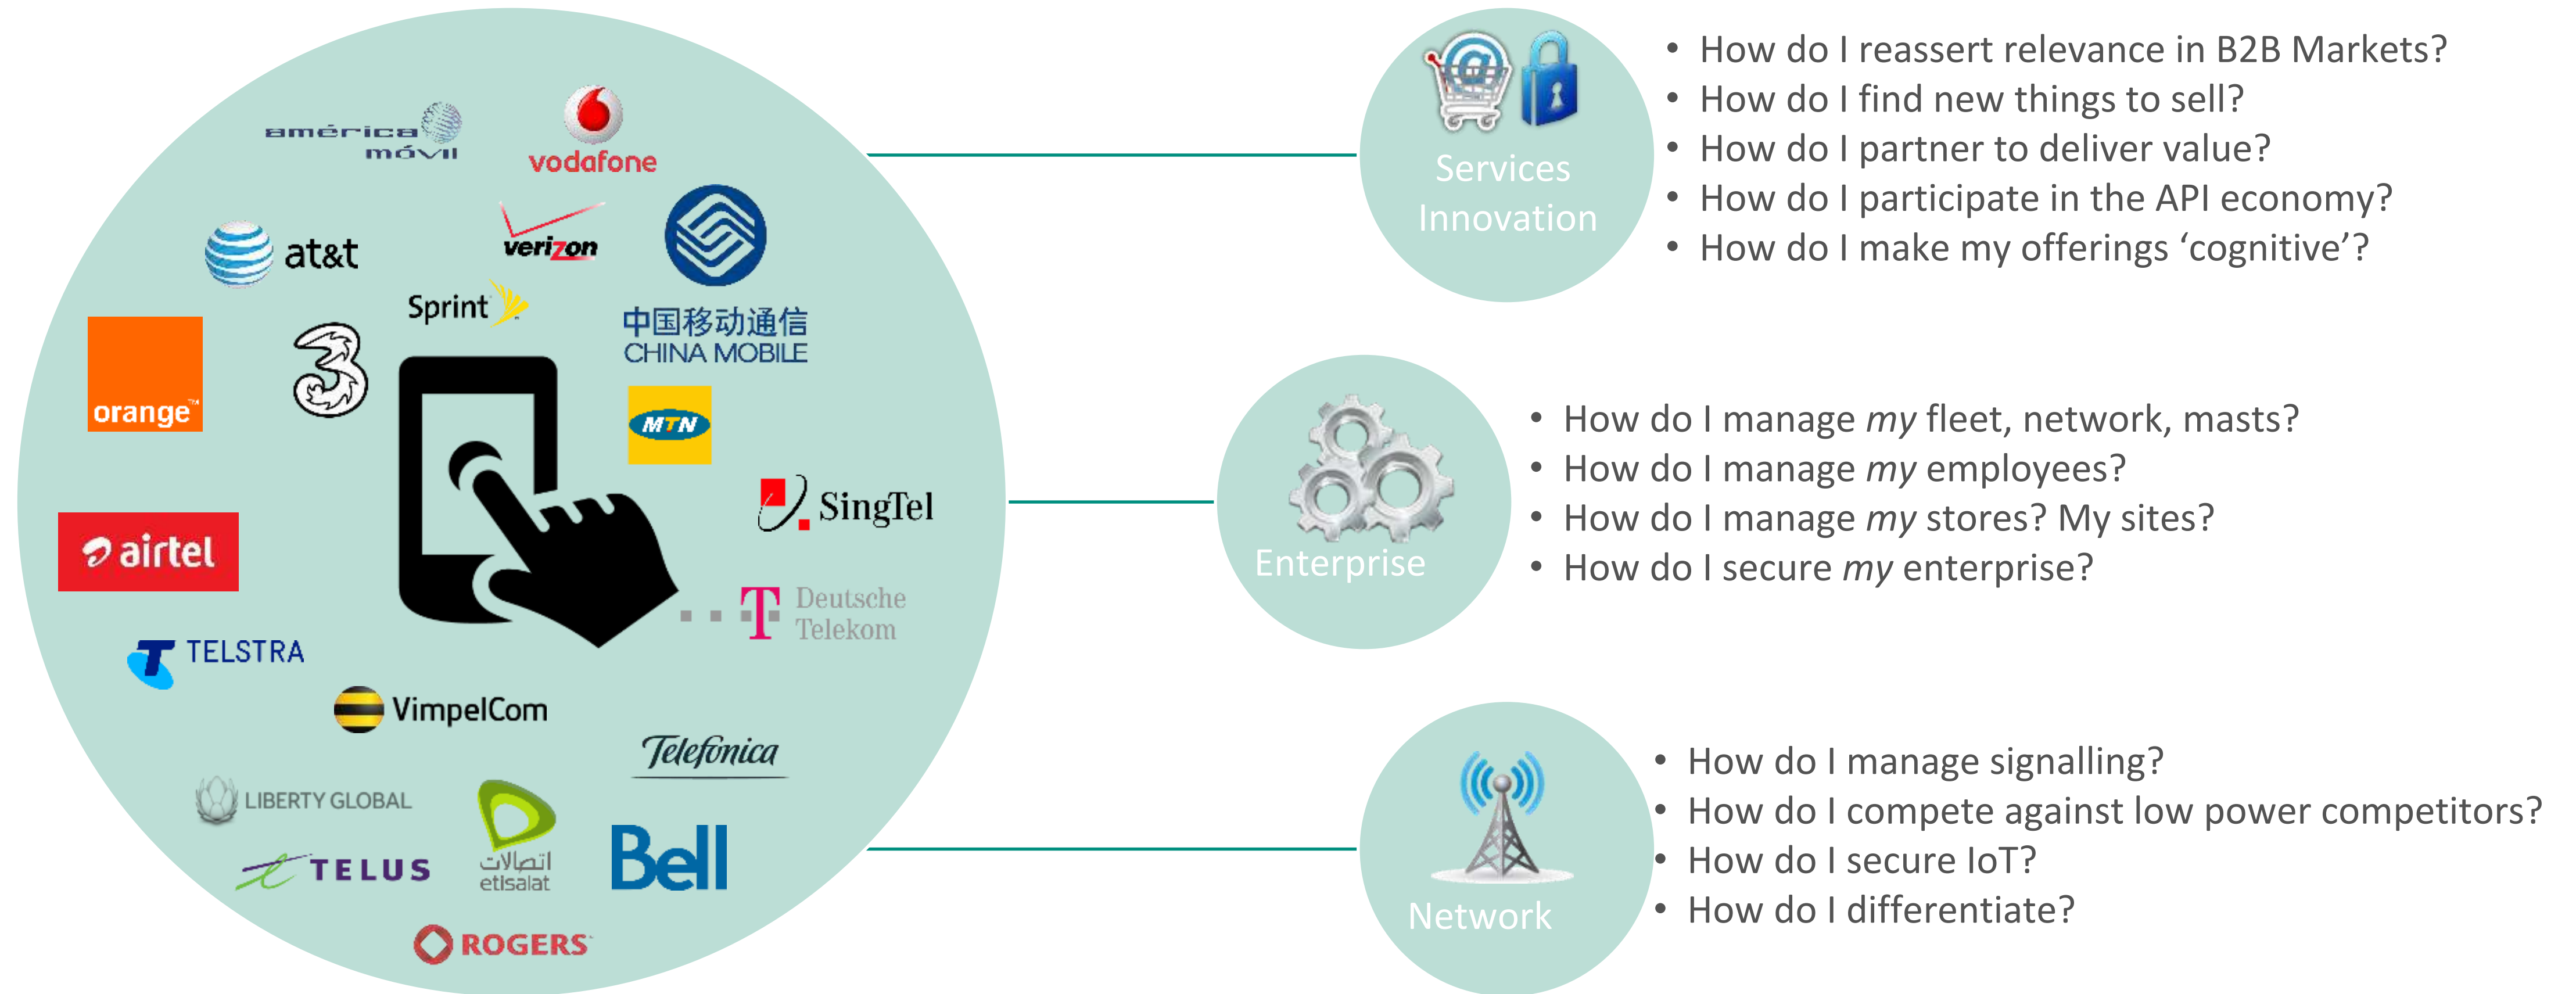 américa
móvil
vodafone
at&t
verizon
Sprint
中国移动通信
CHINA MOBILE
orange™
3
MTN
SingTel
airtel
T Deutsche
Telekom
T TELSTRA
VimpelCom
Telefónica
LIBERTY GLOBAL
TELUS
اتصالات
etisalat
Bell
ROGERS
Services
Innovation
• How do I reassert relevance in B2B Markets?
• How do I find new things to sell?
• How do I partner to deliver value?
• How do I participate in the API economy?
• How do I make my offerings ‘cognitive’?
Enterprise
• How do I manage my fleet, network, masts?
• How do I manage my employees?
• How do I manage my stores? My sites?
• How do I secure my enterprise?
Network
• How do I manage signalling?
• How do I compete against low power competitors?
• How do I secure IoT?
• How do I differentiate?